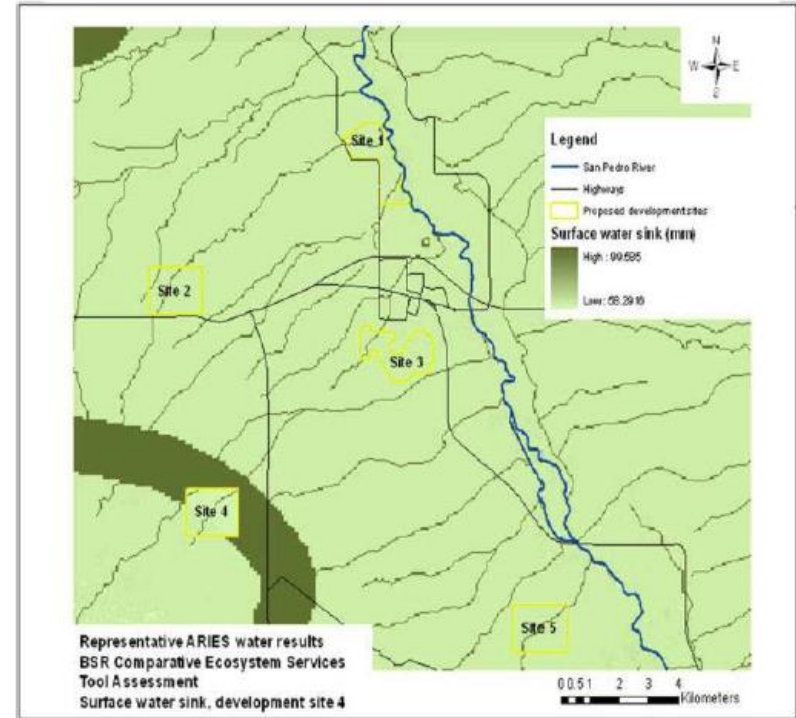 N
W E
S
Site 1
Legend
San Pedro River
Highways
Proposed development sites
Surface water sink (mm)
High : 99.585
Low : 58.2916
Site 2
Site 3
Site 4
Site 5
Representative ARIES water results
BSR Comparative Ecosystem Services
Tool Assessment
Surface water sink, development site 4
0 0.5 1 2 3 4
Kilometers